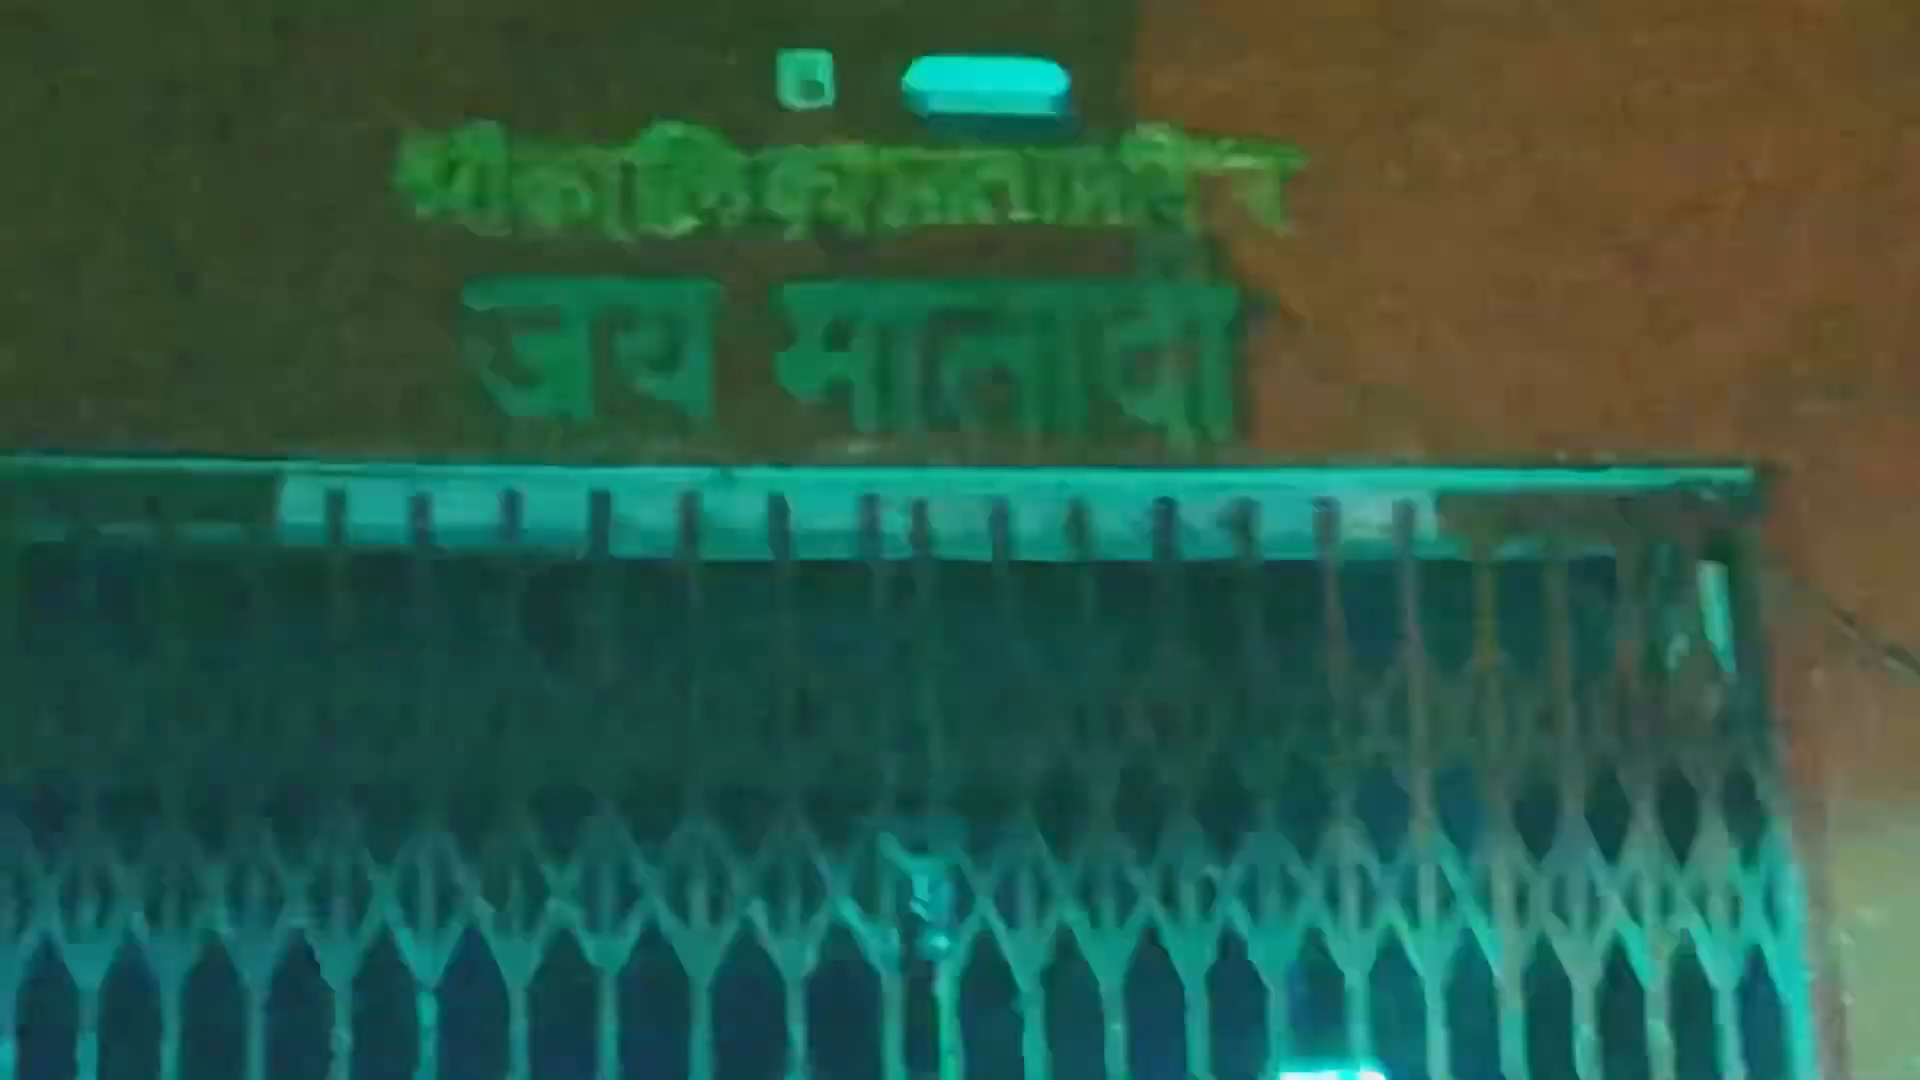 श्री कालिका माता मंदिर
जय माता दी